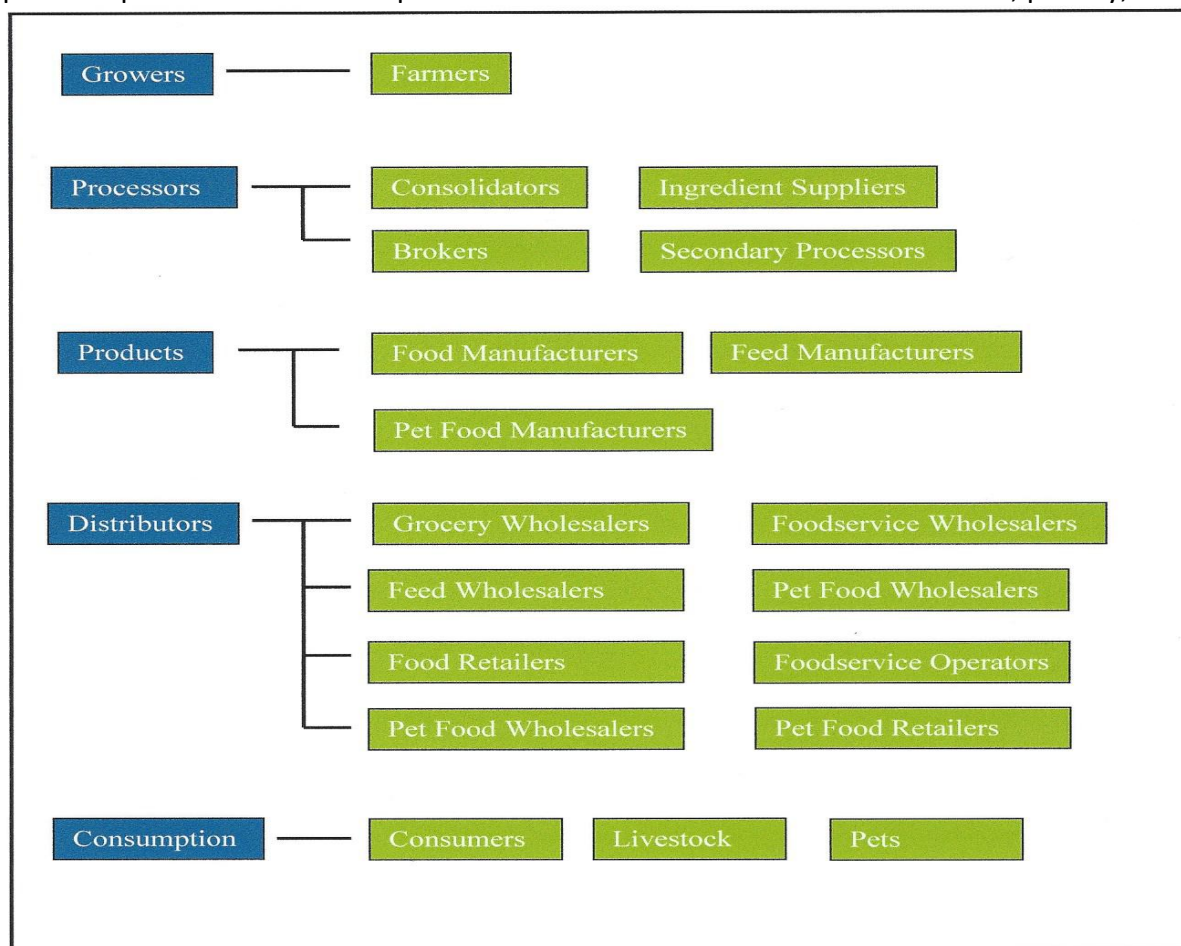 Growers Farmers
Processors Consolidators Ingredient Suppliers
Brokers Secondary Processors
Products Food Manufacturers Feed Manufacturers
Pet Food Manufacturers
Distributors Grocery Wholesalers Foodservice Wholesalers
Feed Wholesalers Pet Food Wholesalers
Food Retailers Foodservice Operators
Pet Food Wholesalers Pet Food Retailers
Consumption Consumers Livestock Pets